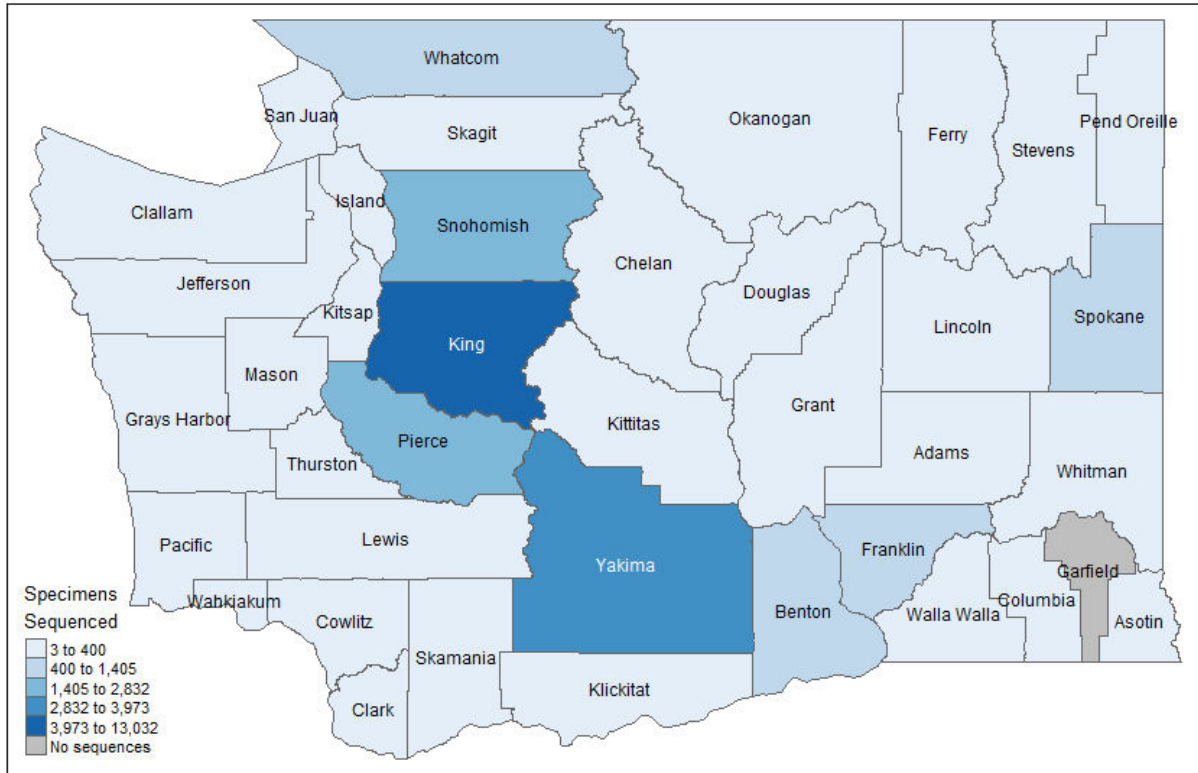 Whatcom
San Juan
Skagit
Okanogan
Ferry
Stevens
Pend Oreille
Clallam
Island
Snohomish
Chelan
Jefferson
Kitsap
Douglas
King
Lincoln
Spokane
Mason
Grays Harbor
Pierce
Kittitas
Grant
Thurston
Adams
Whitman
Pacific
Lewis
Yakima
Franklin
Garfield
Wahkiakum
Cowlitz
Benton
Walla Walla
Columbia
Asotin
Skamania
Klickitat
Clark
Specimens
Sequenced
3 to 400
400 to 1,405
1,405 to 2,832
2,832 to 3,973
3,973 to 13,032
No sequences